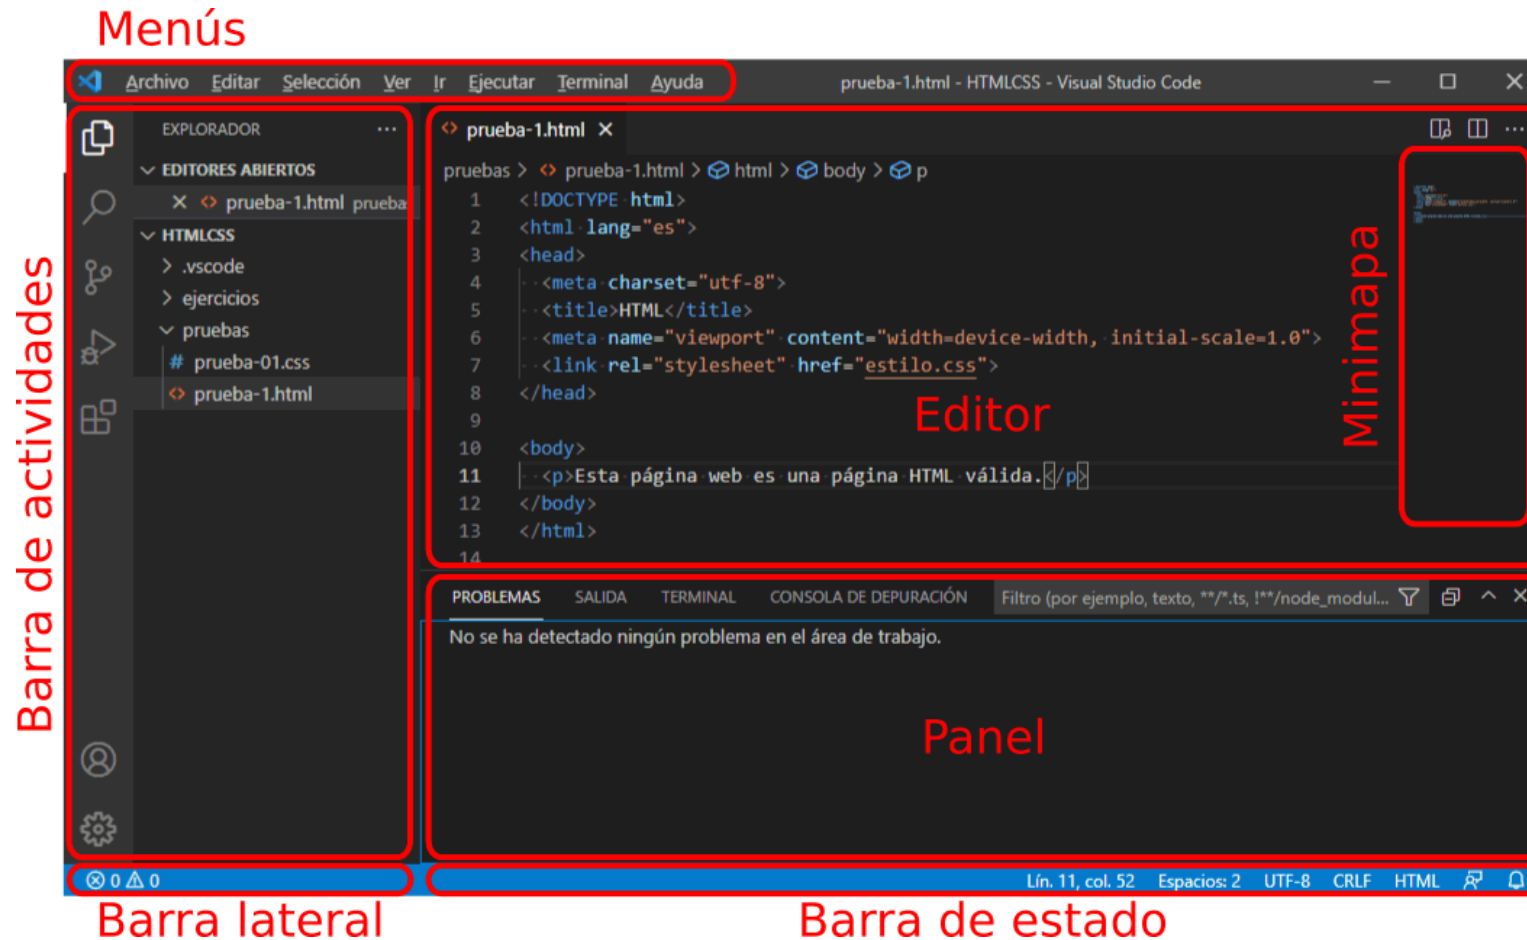 Menús
Archivo Editar Selección Ver Ir Ejecutar Terminal Ayuda prueba-1.html - HTMLCSS - Visual Studio Code
Barra de actividades
EXPLORADOR
EDITORES ABIERTOS
prueba-1.html prueba
HTMLCSS
.vscode
ejercicios
pruebas
# prueba-01.css
prueba-1.html
prueba-1.html
pruebas > prueba-1.html > html > body > p
1 <!DOCTYPE html>
2 <html lang="es">
3 <head>
4 <meta charset="utf-8">
5 <title>HTML</title>
6 <meta name="viewport" content="width=device-width, initial-scale=1.0">
7 <link rel="stylesheet" href="estilo.css">
8 </head>
9
10 <body>
11 <p>Esta página web es una página HTML válida.</p>
12 </body>
13 </html>
14
Editor
Minimapa
PROBLEMAS SALIDA TERMINAL CONSOLA DE DEPURACIÓN Filtro (por ejemplo, texto, **/*.ts, !**/node_modul...
No se ha detectado ningún problema en el área de trabajo.
Panel
0 0 Lín. 11, col. 52 Espacios: 2 UTF-8 CRLF HTML
Barra lateral Barra de estado